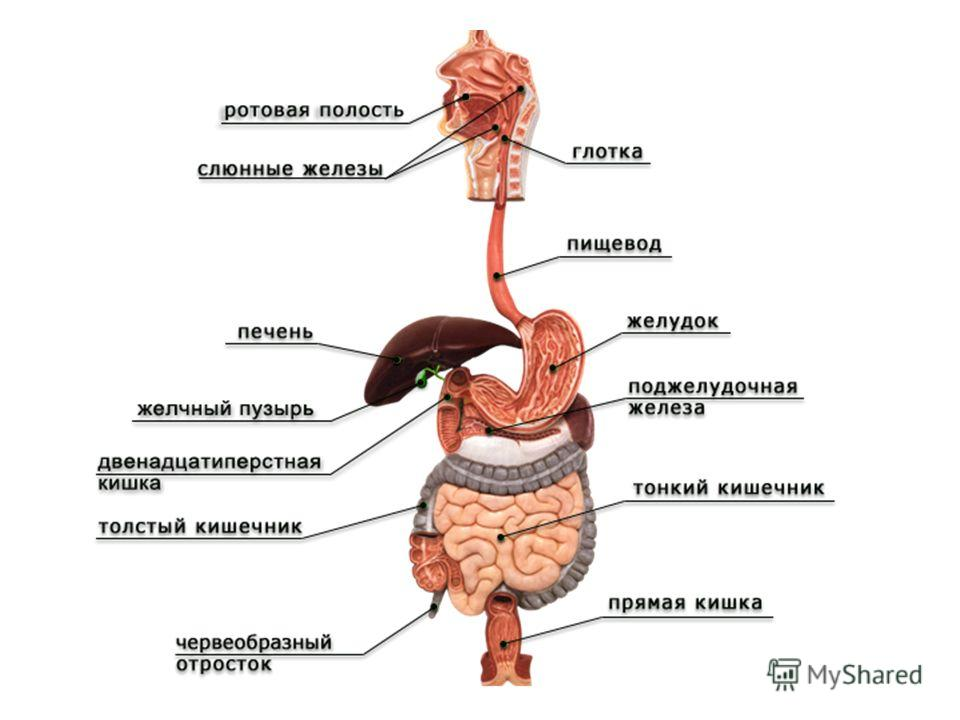 ротовая полость
слюнные железы
глотка
пищевод
печень
желудок
желчный пузырь
поджелудочная
железа
двенадцатиперстная
кишка
тонкий кишечник
толстый кишечник
прямая кишка
червеобразный
отросток
MyShared